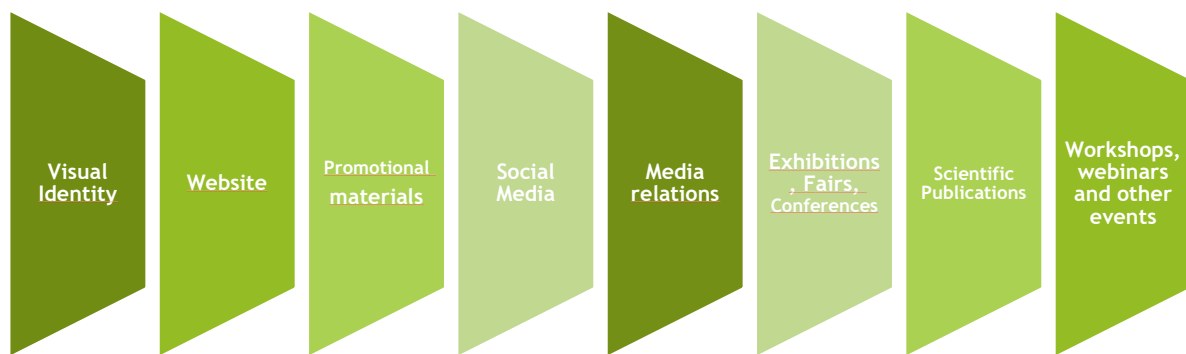 Visual
Identity
Website
Promotional
materials
Social
Media
Media
relations
Exhibitions
, Fairs,
Conferences
Scientific
Publications
Workshops,
webinars
and other
events